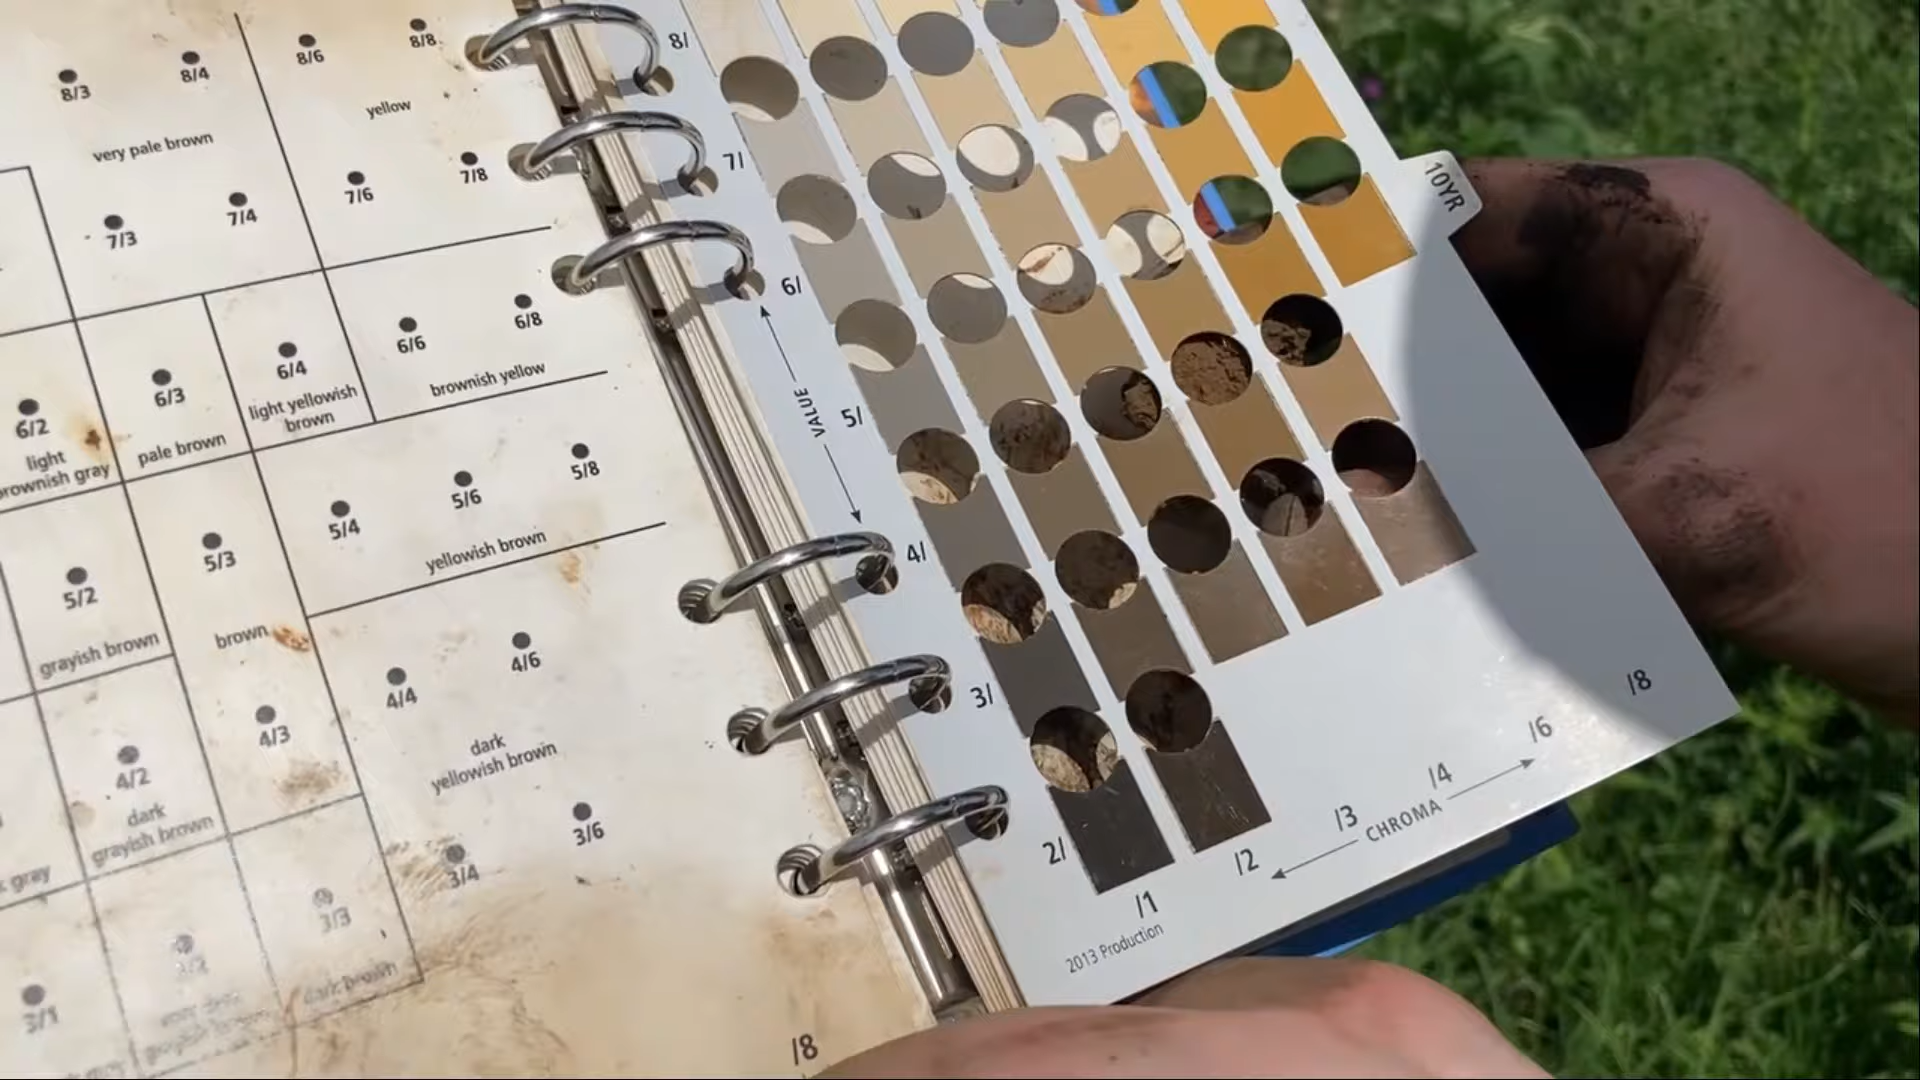 8/3
8/4
8/6
8/8
very pale brown
yellow
7/3
7/4
7/6
7/8
6/2
light
brownish gray
6/3
pale brown
6/4
light yellowish
brown
6/6
6/8
brownish yellow
5/2
grayish brown
5/3
brown
5/4
5/6
5/8
yellowish brown
4/2
dark
grayish brown
4/3
4/4
4/6
dark
yellowish brown
gray
3/1
3/3
dark brown
3/4
3/6
/8
8/
7/
6/
5/
4/
3/
2/
VALUE
10YR
/1
/2
/3
/4
/6
/8
CHROMA
2013 Production